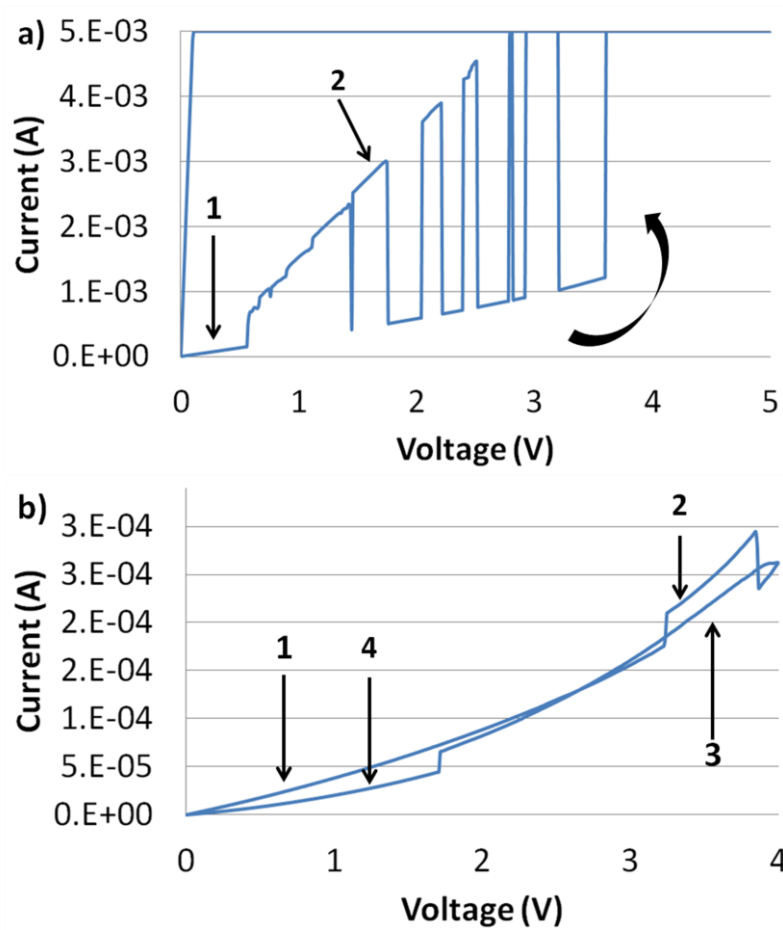 a)
5.E-03
4.E-03
3.E-03
2.E-03
1.E-03
0.E+00
Current (A)
2
1
0 1 2 3 4 5
Voltage (V)
b)
3.E-04
3.E-04
2.E-04
2.E-04
1.E-04
5.E-05
0.E+00
Current (A)
2
1 4
3
0 1 2 3 4
Voltage (V)